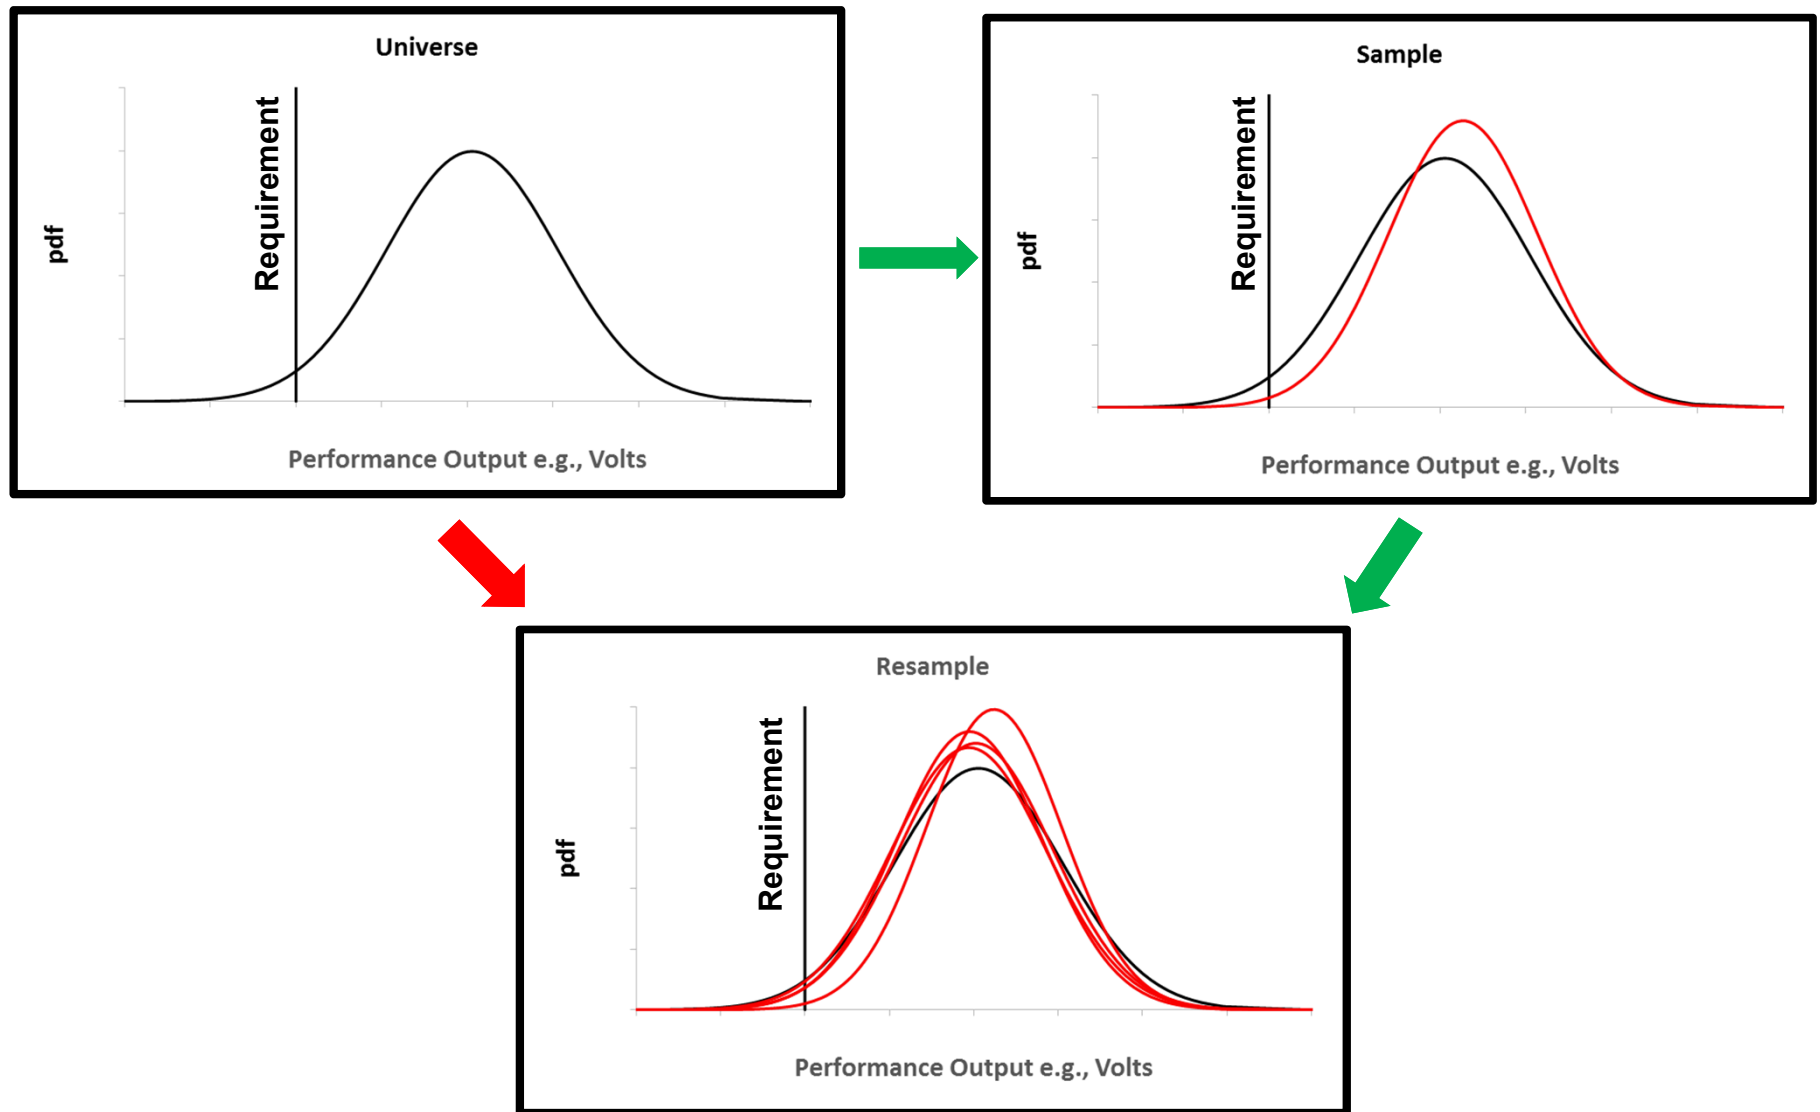 Universe
Requirement
pdf
Performance Output e.g., Volts
Sample
Requirement
pdf
Performance Output e.g., Volts
Resample
Requirement
pdf
Performance Output e.g., Volts